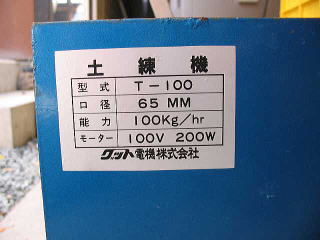 土練機
型式 T-100
口径 65 MM
能力 100Kg/hr
モーター 100V 200W
クット電機株式会社